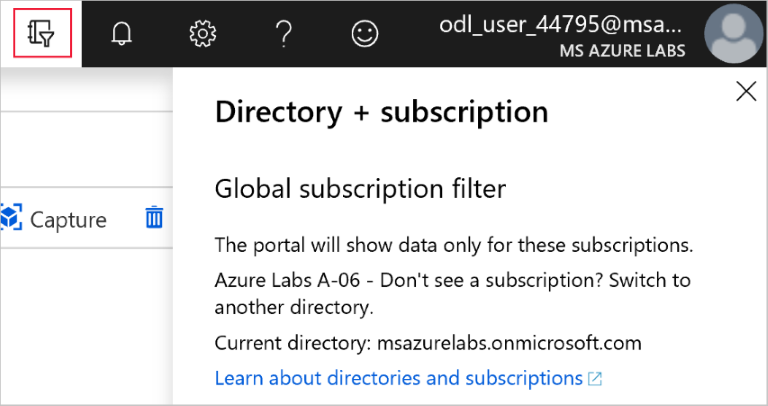 odl_user_44795@msa...
MS AZURE LABS
Directory + subscription
Global subscription filter
Capture
The portal will show data only for these subscriptions.
Azure Labs A-06 - Don't see a subscription? Switch to
another directory.
Current directory: msazurelabs.onmicrosoft.com
Learn about directories and subscriptions